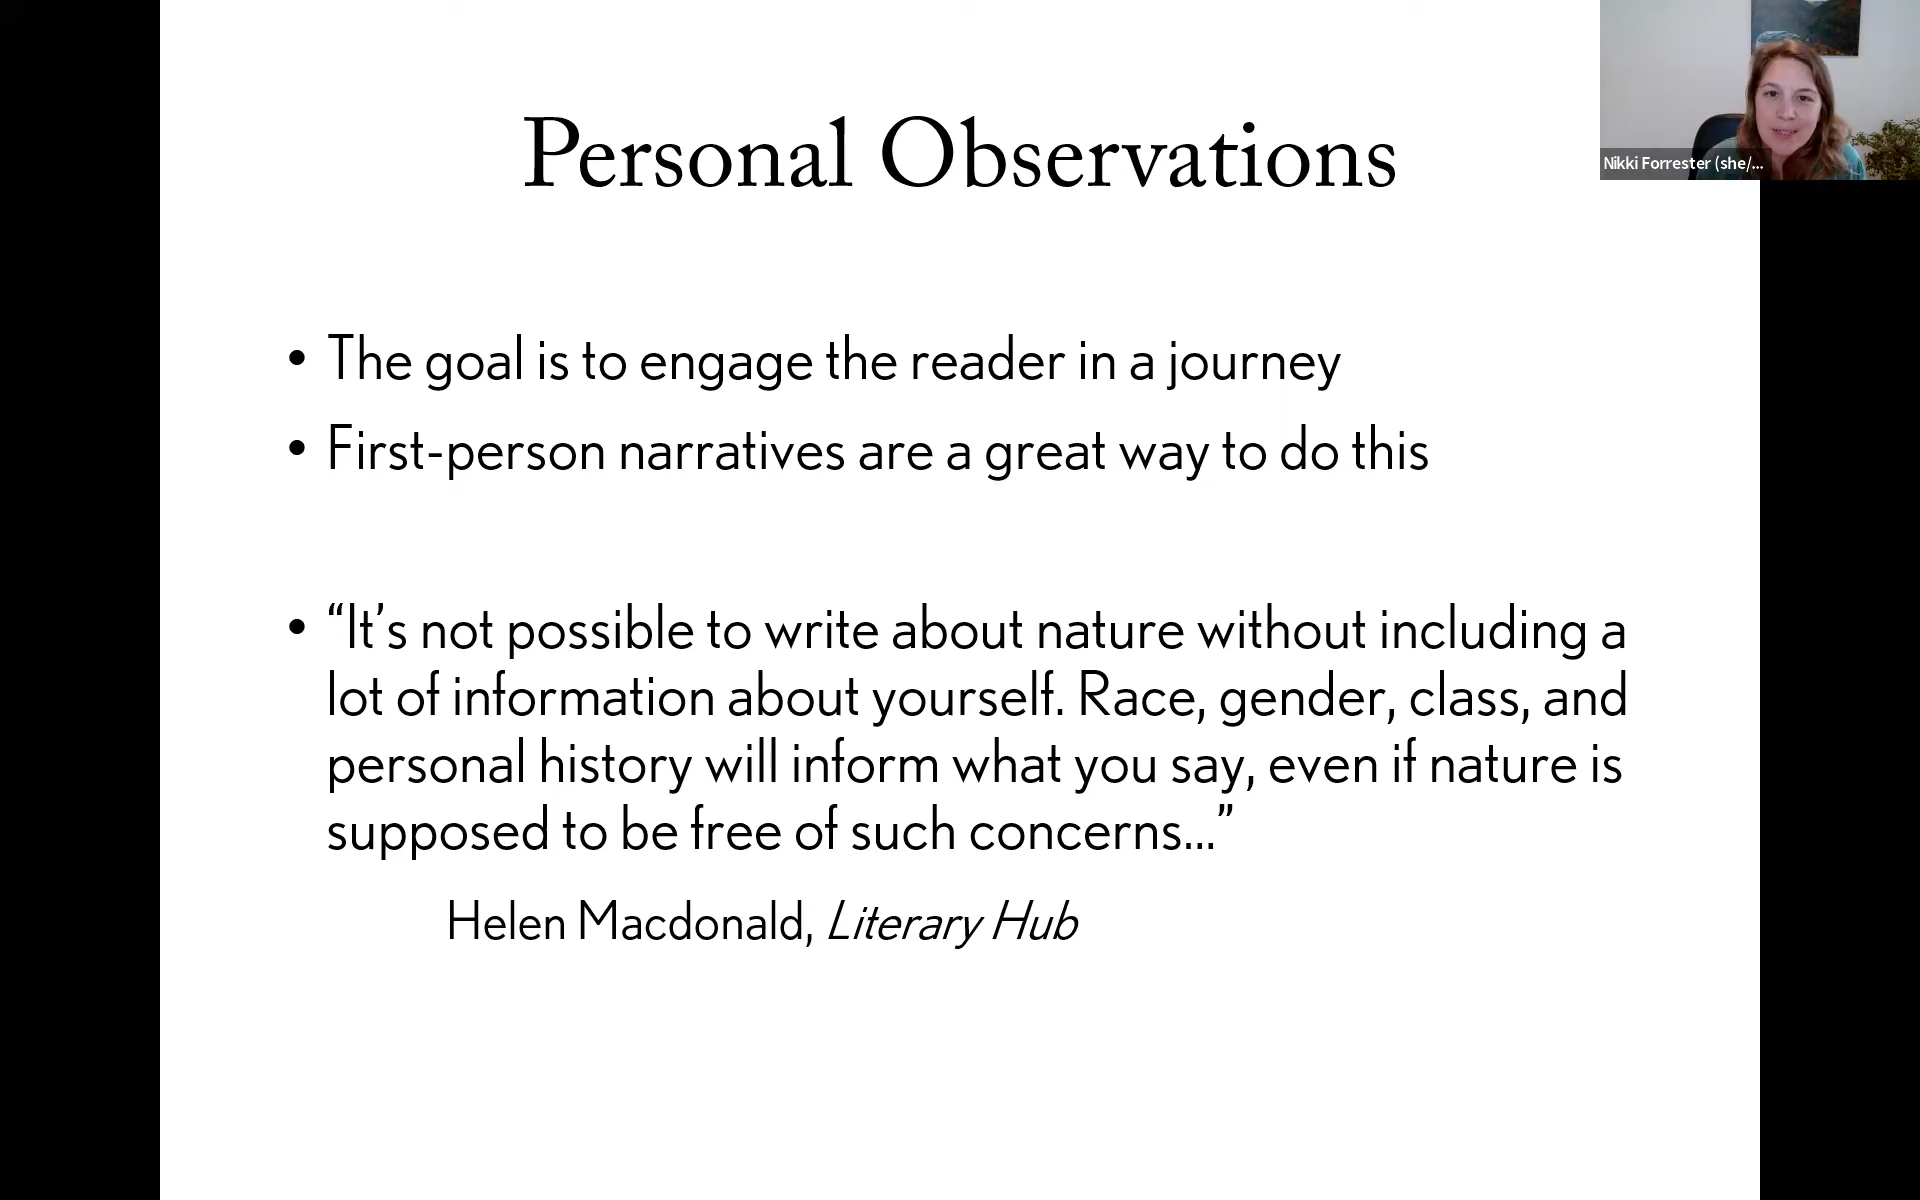 Personal Observations
Nikki Forrester (she/...
• The goal is to engage the reader in a journey
• First-person narratives are a great way to do this
• “It’s not possible to write about nature without including a
lot of information about yourself. Race, gender, class, and
personal history will inform what you say, even if nature is
supposed to be free of such concerns...”
Helen Macdonald, Literary Hub